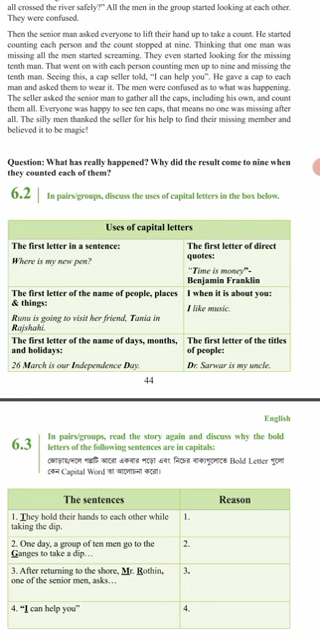 all crossed the river safely?" All the men in the group started looking at each other.
They were confused.
Then the senior man asked everyone to lift their hand up to take a count. He started
counting each person and the count stopped at nine. Thinking that one man was
missing all the men started screaming. They even started looking for the missing
tenth man. That went on with each person counting men up to nine and missing the
tenth man. Seeing this, a cap seller told, "I can help you". He gave a cap to each
man and asked them to wear it. The men were confused as to what was happening.
The seller asked the senior man to gather all the caps, including his own, and count
them all. Everyone was happy to see ten caps, that means no one was missing after
all. The silly men thanked the seller for his help to find their missing member and
believed it to be magic!
Question: What has really happened? Why did the result come to nine when
they counted each of them?
6.2 In pairs/groups, discuss the uses of capital letters in the box below.
Uses of capital letters
The first letter in a sentence:
Where is my new pen?
The first letter of direct
quotes:
"Time is money"-
Benjamin Franklin
The first letter of the name of people, places
& things:
Runu is going to visit her friend, Tania in
Rajshahi.
I when it is about you:
I like music.
The first letter of the name of days, months,
and holidays:
26 March is our Independence Day.
The first letter of the titles
of people:
Dr. Sarwar is my uncle.
44
English
6.3 In pairs/groups, read the story again and discuss why the bold
letters of the following sentences are in capitals:
জোড়ায়/দলে গল্পটি আরো একবার পড়ো এবং নিচের বাক্যগুলোতে Bold Letter গুলো
কেন Capital Word তা আলোচনা করো।
The sentences
Reason
1. They hold their hands to each other while
taking the dip.
1.
2. One day, a group of ten men go to the
Ganges to take a dip…
2.
3. After returning to the shore, Mr. Rothin,
one of the senior men, asks…
3.
4. "I can help you"
4.